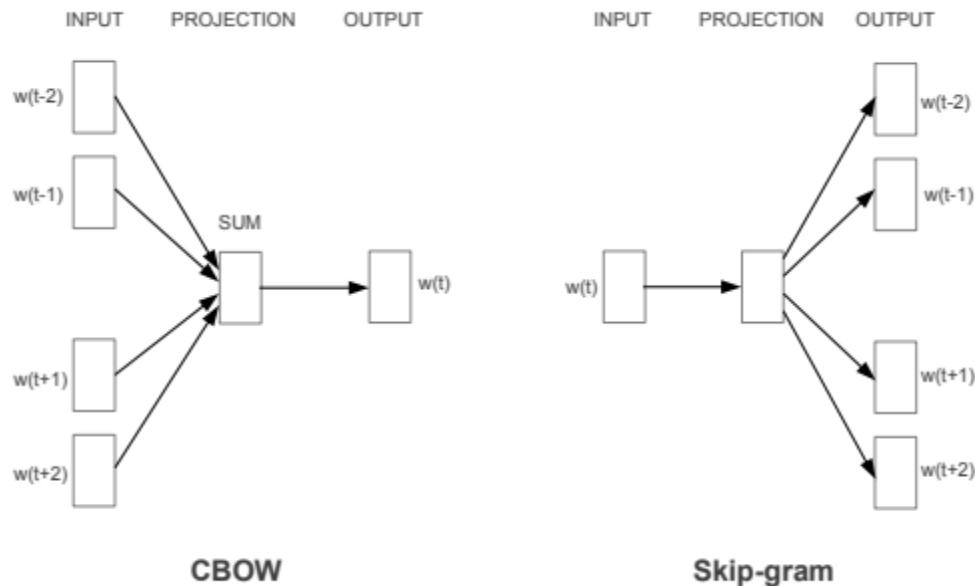 INPUT PROJECTION OUTPUT
w(t-2)
w(t-1)
SUM
w(t)
w(t+1)
w(t+2)
CBOW
INPUT PROJECTION OUTPUT
w(t-2)
w(t-1)
w(t)
w(t+1)
w(t+2)
Skip-gram